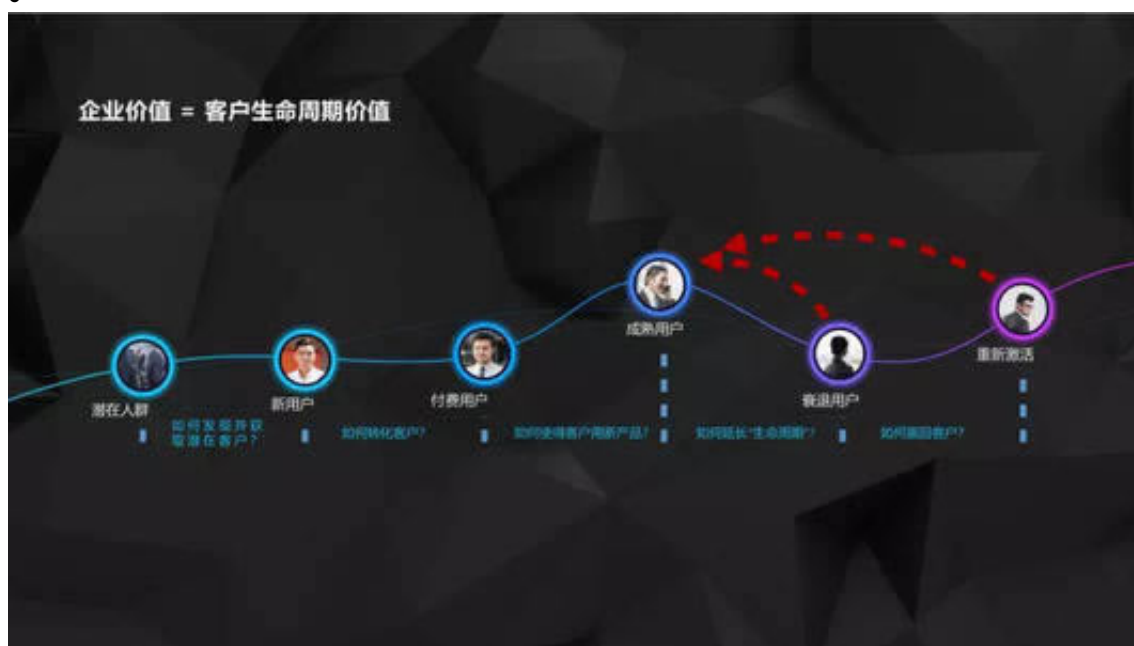 企业价值 = 客户生命周期价值
成熟用户
重新激活
付费用户
衰退用户
新用户
潜在人群
如何发现并获
取潜在客户?
如何转化客户?
如何使得客户用新产品?
如何延长“生命周期”?
如何赢回客户?